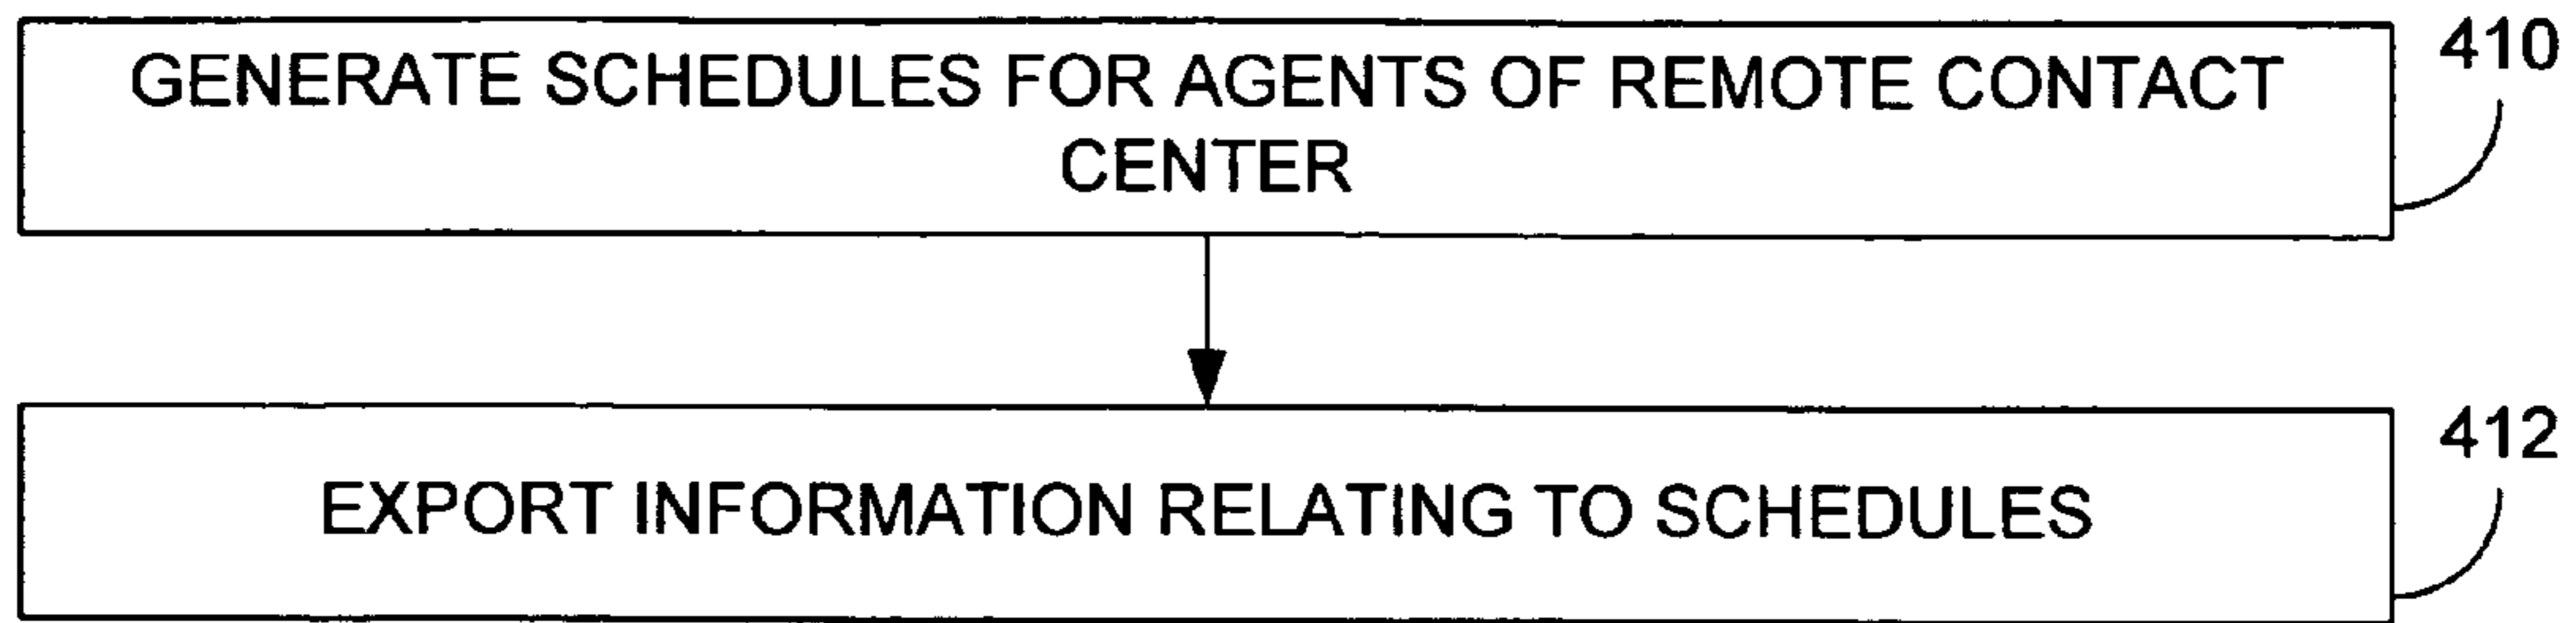 GENERATE SCHEDULES FOR AGENTS OF REMOTE CONTACT
CENTER
410
EXPORT INFORMATION RELATING TO SCHEDULES
412